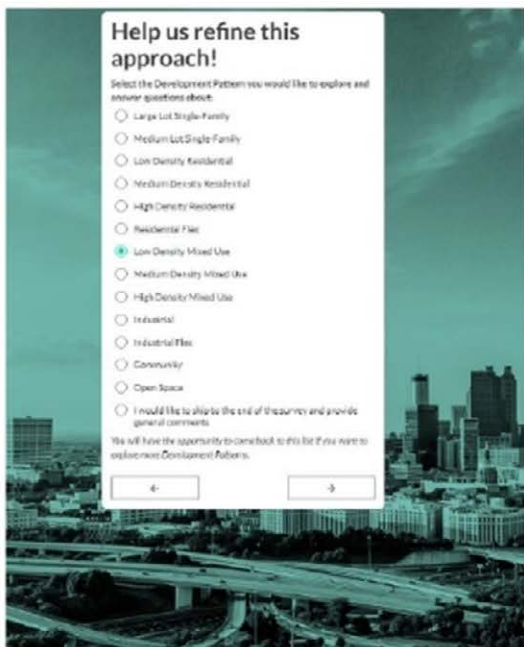 Help us refine this
approach!
Select the Development Pattern you would like to explore and
answer questions about:
Large Lot Single-Family
Medium Lot Single-Family
Low Density Residential
Medium Density Residential
High Density Residential
Residential Flex
Low Density Mixed Use
Medium Density Mixed Use
High Density Mixed Use
Industrial
Industrial Flex
Community
Open Space
I would like to skip to the end of the survey and provide
general comments
You will have the opportunity to come back to this list if you want to
explore more Development Patterns.
← →